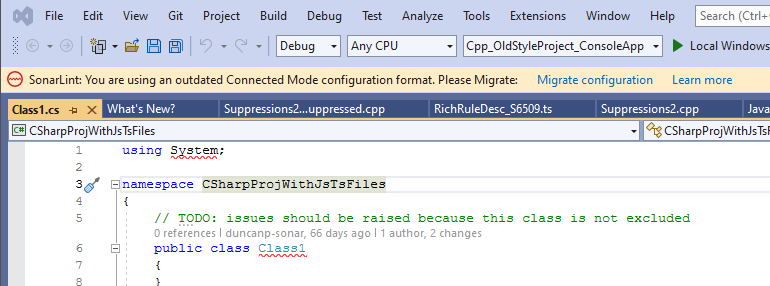 File Edit View Git Project Build Debug Test Analyze Tools Extensions Window Help Search (Ctrl
Debug Any CPU Cpp_OldStyleProject_ConsoleApp Local Windows
SonarLint: You are using an outdated Connected Mode configuration format. Please Migrate: Migrate configuration Learn more
Class1.cs What's New? Suppressions2...uppressed.cpp RichRuleDesc_S6509.ts Suppressions2.cpp Java
C# CSharpProjWithJsTsFiles CSharpProjWithJsTsF
1 using System;
2
3 namespace CSharpProjWithJsTsFiles
4 {
5 // TODO: issues should be raised because this class is not excluded
0 references | duncanp-sonar, 66 days ago | 1 author, 2 changes
6 public class Class1
7 {
8 }